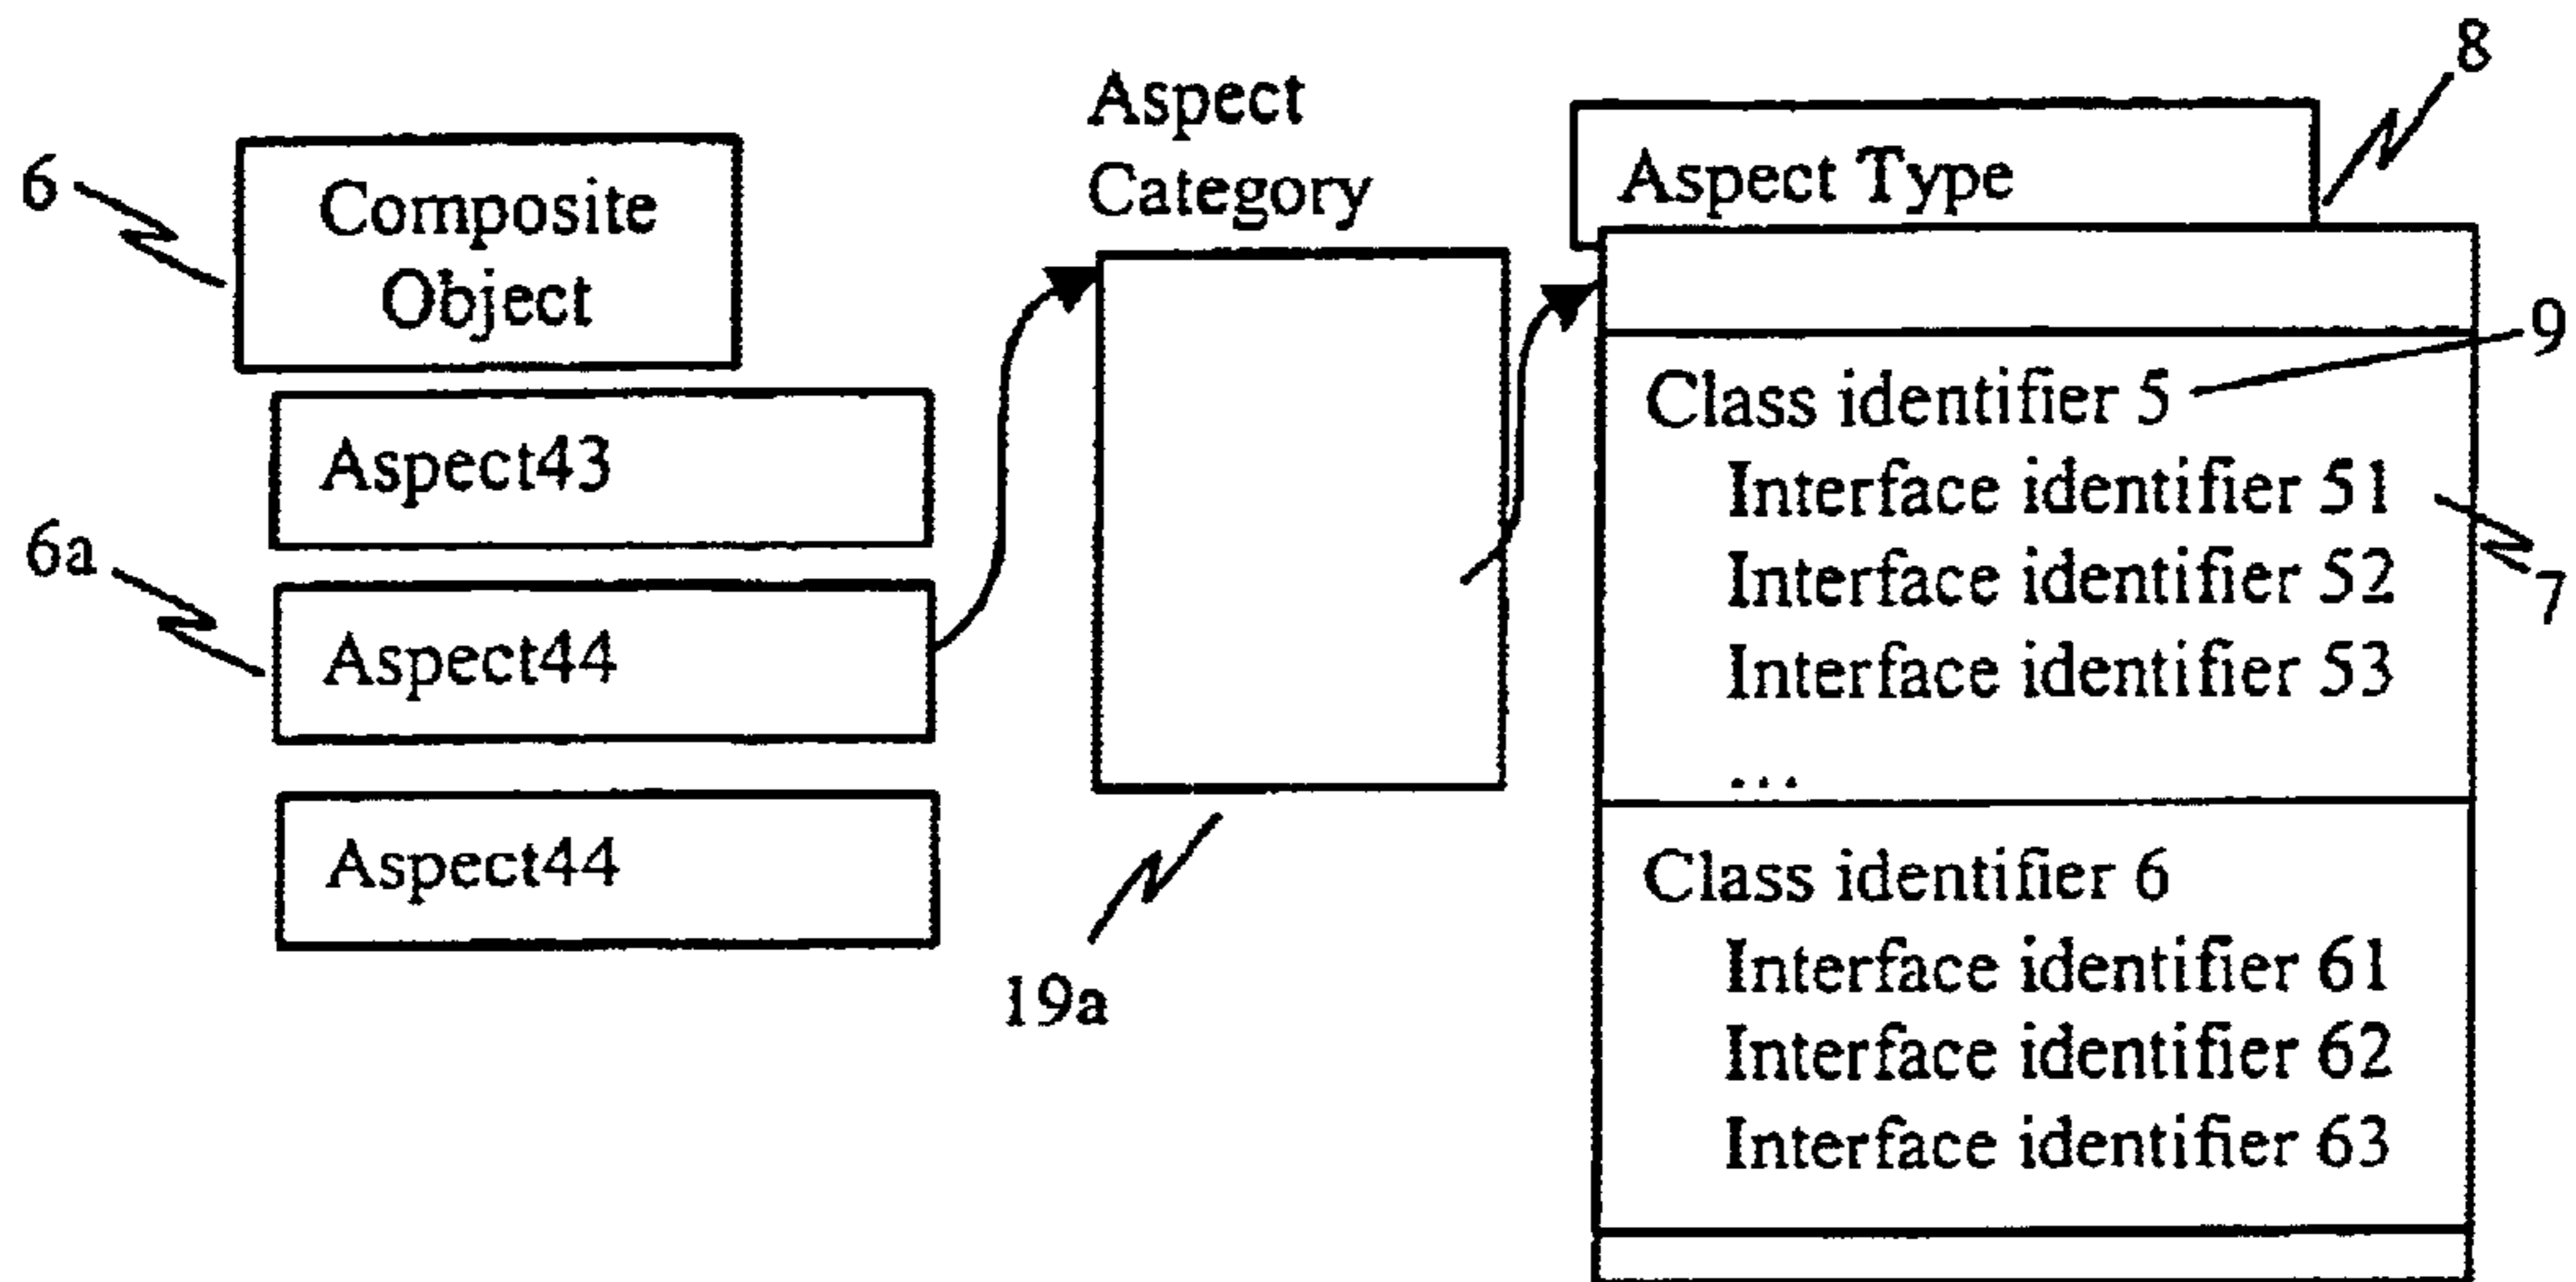 6
Composite
Object
Aspect43
6a
Aspect44
Aspect44
Aspect
Category
19a
8
Aspect Type
9
Class identifier 5
Interface identifier 51
Interface identifier 52
7
Interface identifier 53
...
Class identifier 6
Interface identifier 61
Interface identifier 62
Interface identifier 63